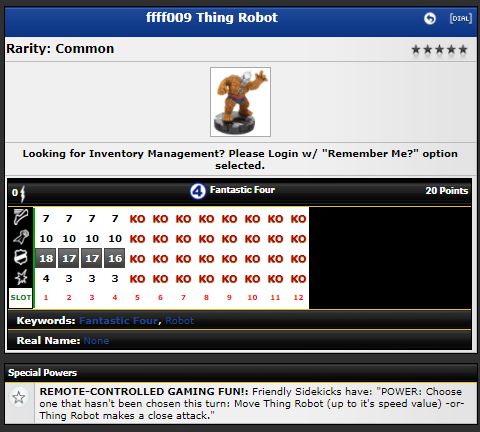 ffff009 Thing Robot
[DIAL]
Rarity: Common
Looking for Inventory Management? Please Login w/ "Remember Me?" option
selected.
0 4 Fantastic Four 20 Points
7 7 7 7 KO KO KO KO KO KO KO KO
10 10 10 10 KO KO KO KO KO KO KO KO
18 17 17 16 KO KO KO KO KO KO KO KO
4 3 3 3 KO KO KO KO KO KO KO KO
SLOT 1 2 3 4 5 6 7 8 9 10 11 12
Keywords: Fantastic Four, Robot
Real Name: None
Special Powers
REMOTE-CONTROLLED GAMING FUN!: Friendly Sidekicks have: "POWER: Choose
one that hasn't been chosen this turn: Move Thing Robot (up to it's speed value) -or-
Thing Robot makes a close attack."